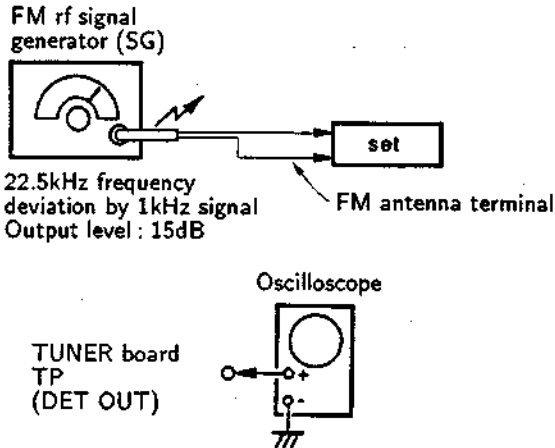 FM rf signal
generator (SG)
set
22.5kHz frequency
deviation by 1kHz signal
Output level : 15dB
FM antenna terminal
Oscilloscope
TUNER board
TP
(DET OUT)
+
-